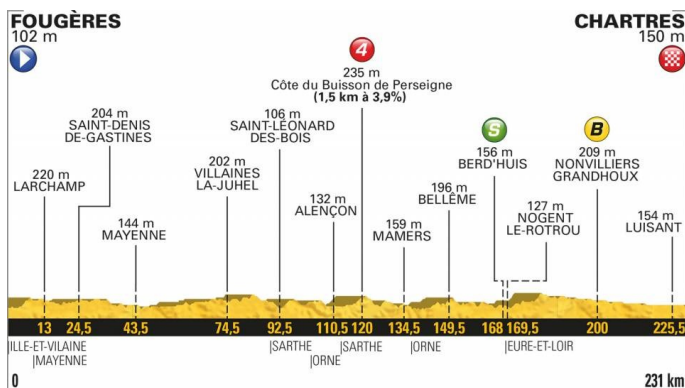 FOUGÈRES
102 m
CHARTRES
150 m
4
235 m
Côte du Buisson de Perseigne
(1,5 km à 3,9%)
204 m
SAINT-DENIS
DE-GASTINES
106 m
SAINT-LÉONARD
DES-BOIS
S
156 m
BERD'HUIS
B
209 m
NONVILLIERS
GRANDHOUX
220 m
LARCHAMP
202 m
VILLAINES
LA-JUHEL
132 m
ALENÇON
196 m
BELLÊME
127 m
NOGENT
LE-ROTROU
154 m
LUISANT
144 m
MAYENNE
159 m
MAMERS
13 24,5 43,5 74,5 92,5 110,5 120 134,5 149,5 168 169,5 200 225,5
ILLE-ET-VILAINE
MAYENNE
SARTHE
ORNE
SARTHE
ORNE
EURE-ET-LOIR
0
231 km